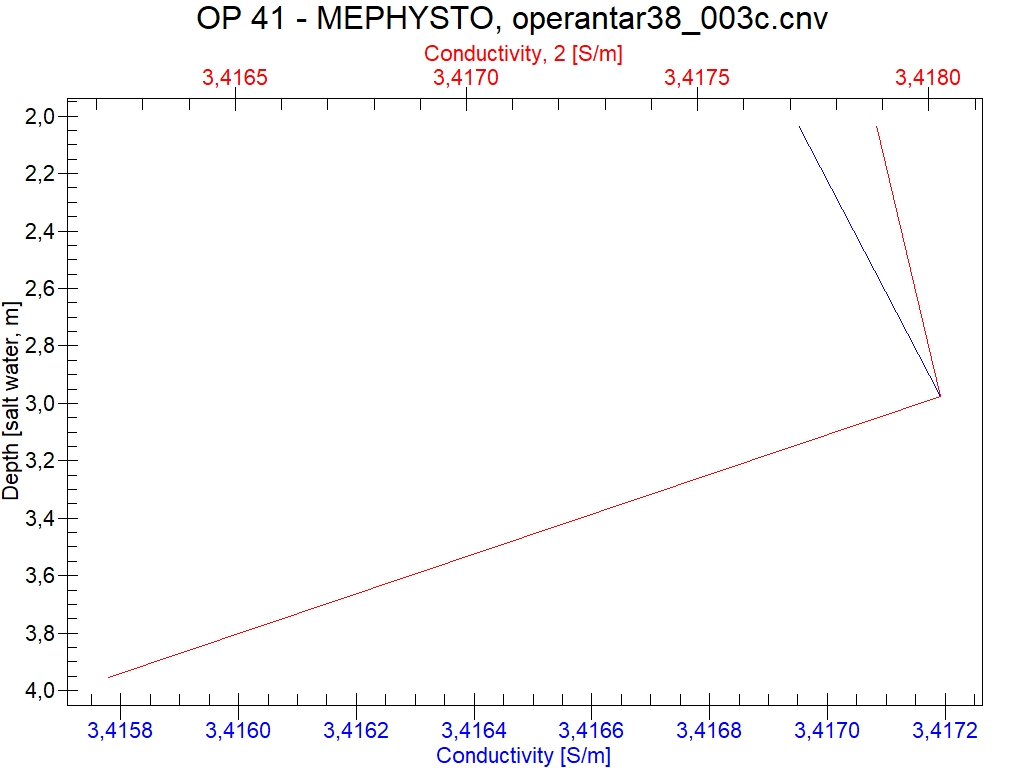 OP 41 - MEPHYSTO, operantar38_003c.cnv
Conductivity, 2 [S/m]
3,4165 3,4170 3,4175 3,4180
2,0
2,2
2,4
2,6
2,8
3,0
3,2
3,4
3,6
3,8
4,0
Depth [salt water, m]
3,4158 3,4160 3,4162 3,4164 3,4166 3,4168 3,4170 3,4172
Conductivity [S/m]